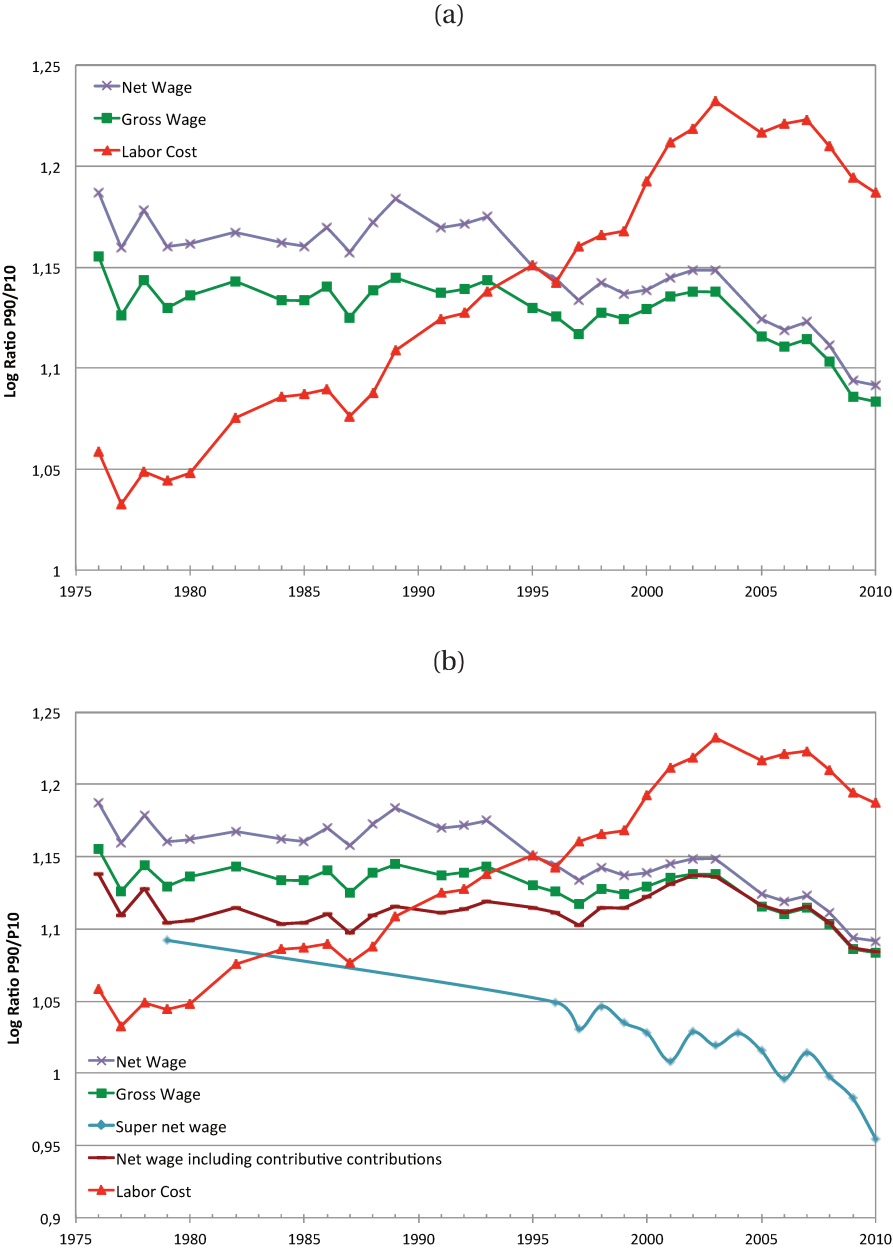 (a)
1,25
1,2
1,15
1,1
1,05
1
Log Ratio P90/P10
Net Wage
Gross Wage
Labor Cost
1975 1980 1985 1990 1995 2000 2005 2010
(b)
1,25
1,2
1,15
1,1
1,05
1
0,95
0,9
Log Ratio P90/P10
Net Wage
Gross Wage
Super net wage
Net wage including contributive contributions
Labor Cost
1975 1980 1985 1990 1995 2000 2005 2010